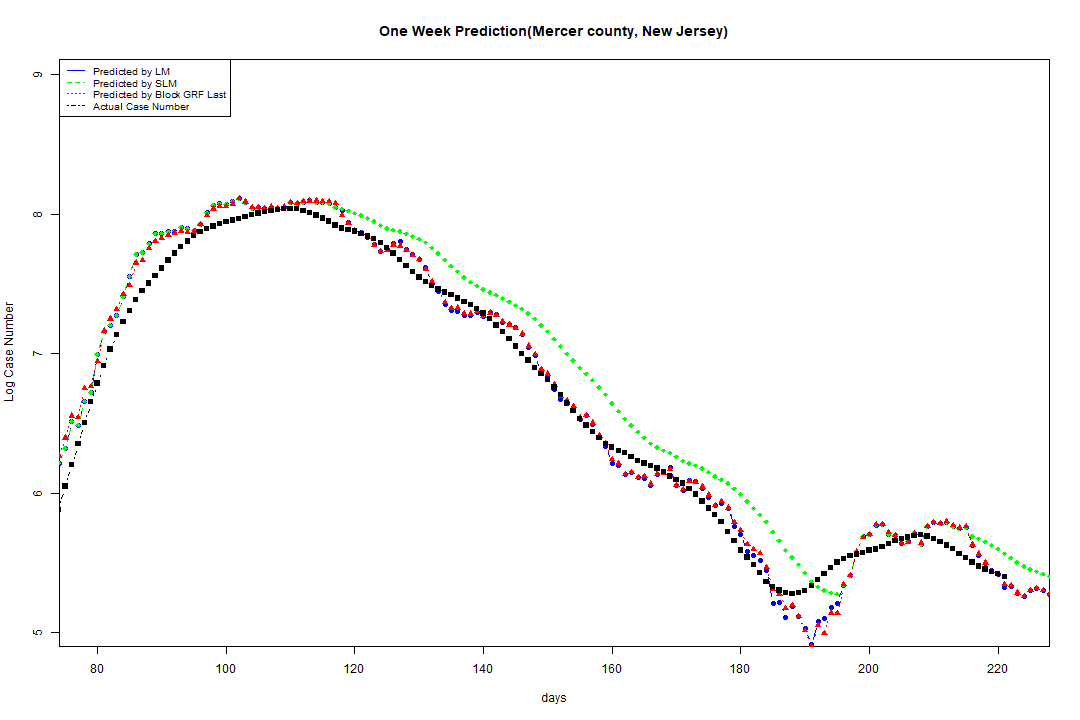 One Week Prediction(Mercer county, New Jersey)
Predicted by LM
Predicted by SLM
Predicted by Block GRF Last
Actual Case Number
9
8
7
6
5
Log Case Number
80 100 120 140 160 180 200 220
days